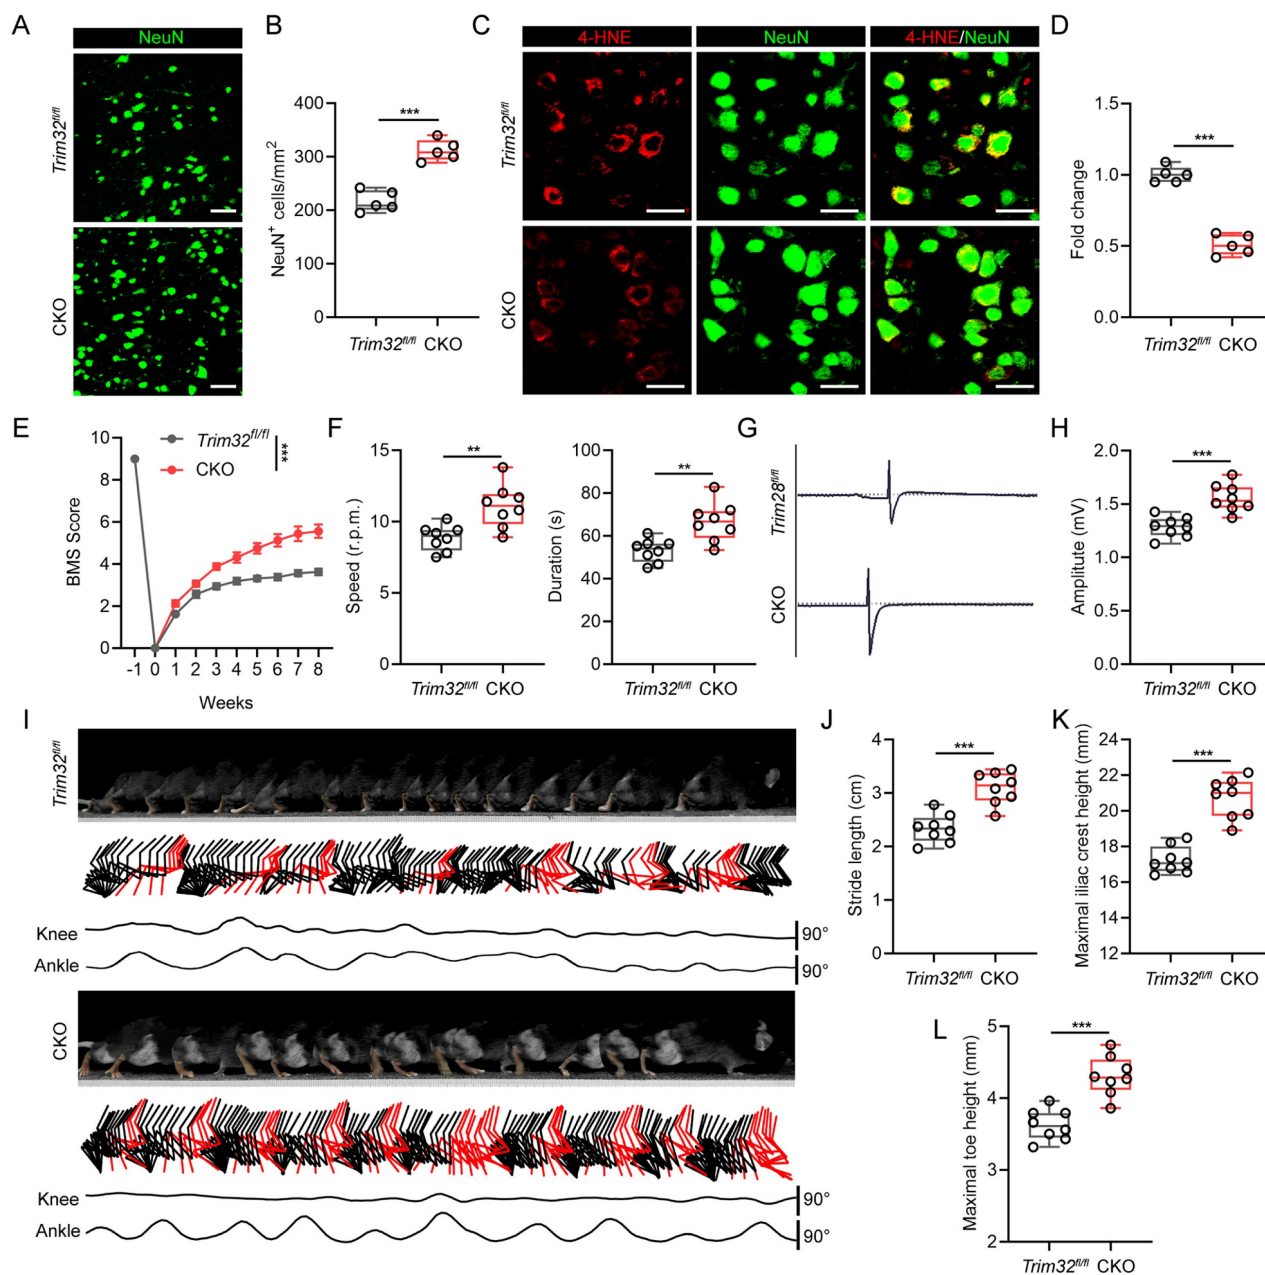 A
NeuN
Trim32fl/fl
CKO
B
NeuN+ cells/mm2
400
300
200
100
0
***
Trim32fl/fl CKO
C
4-HNE
NeuN
4-HNE/NeuN
Trim32fl/fl
CKO
D
Fold change
1.5
1.0
0.5
0.0
***
Trim32fl/fl CKO
E
BMS Score
10
8
6
4
2
0
Trim32fl/fl
CKO
***
-1 0 1 2 3 4 5 6 7 8
Weeks
F
Speed (r.p.m.)
15
10
5
0
**
Trim32fl/fl CKO
Duration (s)
100
80
60
40
20
0
**
Trim32fl/fl CKO
G
Trim28fl/fl
CKO
H
Amplitude (mV)
2.0
1.5
1.0
0.5
0.0
***
Trim32fl/fl CKO
I
Trim32fl/fl
Knee
90°
Ankle
90°
CKO
Knee
90°
Ankle
90°
J
Stride length (cm)
4
3
2
1
0
***
Trim32fl/fl CKO
K
Maximal iliac crest height (mm)
24
22
20
18
16
14
12
***
Trim32fl/fl CKO
L
Maximal toe height (mm)
5
4
3
2
***
Trim32fl/fl CKO